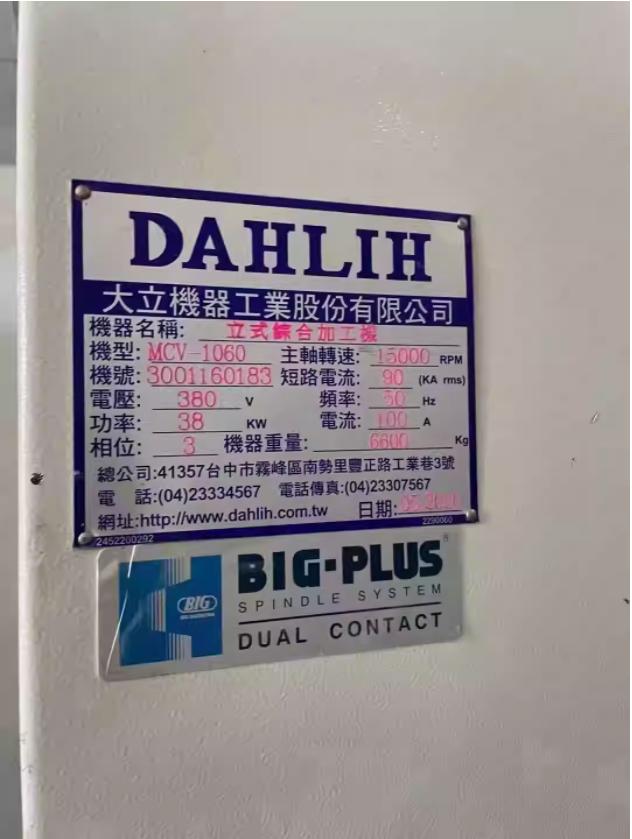 DAHLIH
大立機器工業股份有限公司
機器名稱: 立式綜合加工機
機型: MCV-1060 主軸轉速: 15000 RPM
機號: 3001160183 短路電流: 90 (KA rms)
電壓: 380 V 頻率: 50 Hz
功率: 38 KW 電流: 100 A
相位: 3 機器重量: 6600 Kg
總公司:41357台中市霧峰區南勢里豐正路工業巷3號
電 話:(04)23334567 電話傳真:(04)23307567
網址:http://www.dahlih.com.tw 日期:
2452200292 2290060
BIG-PLUS
BIG
SPINDLE SYSTEM
DUAL CONTACT